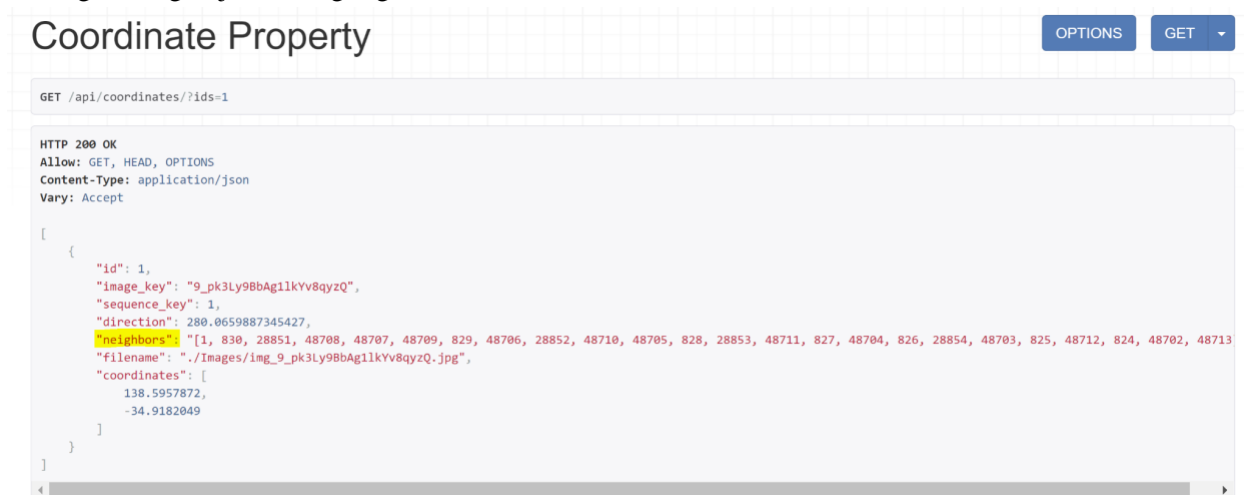 Coordinate Property
OPTIONS
GET
GET /api/coordinates/?ids=1
HTTP 200 OK
Allow: GET, HEAD, OPTIONS
Content-Type: application/json
Vary: Accept
[
{
"id": 1,
"image_key": "9_pk3Ly9BbAg1lkYv8qyzQ",
"sequence_key": 1,
"direction": 280.0659887345427,
"neighbors": "[1, 830, 28851, 48708, 48707, 48709, 829, 48706, 28852, 48710, 48705, 828, 28853, 48711, 827, 48704, 826, 28854, 48703, 825, 48712, 824, 48702, 48713
"filename": "./Images/img_9_pk3Ly9BbAg1lkYv8qyzQ.jpg",
"coordinates": [
138.5957872,
-34.9182049
]
}
]